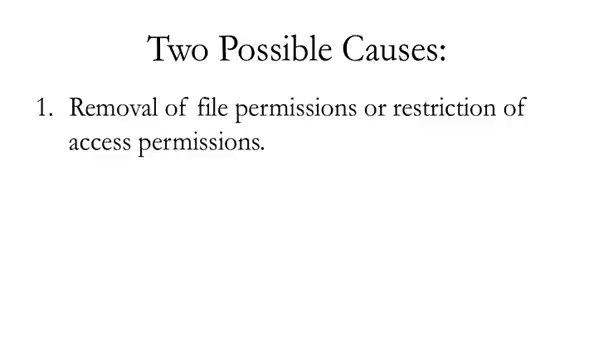 Two Possible Causes:
1. Removal of file permissions or restriction of
access permissions.